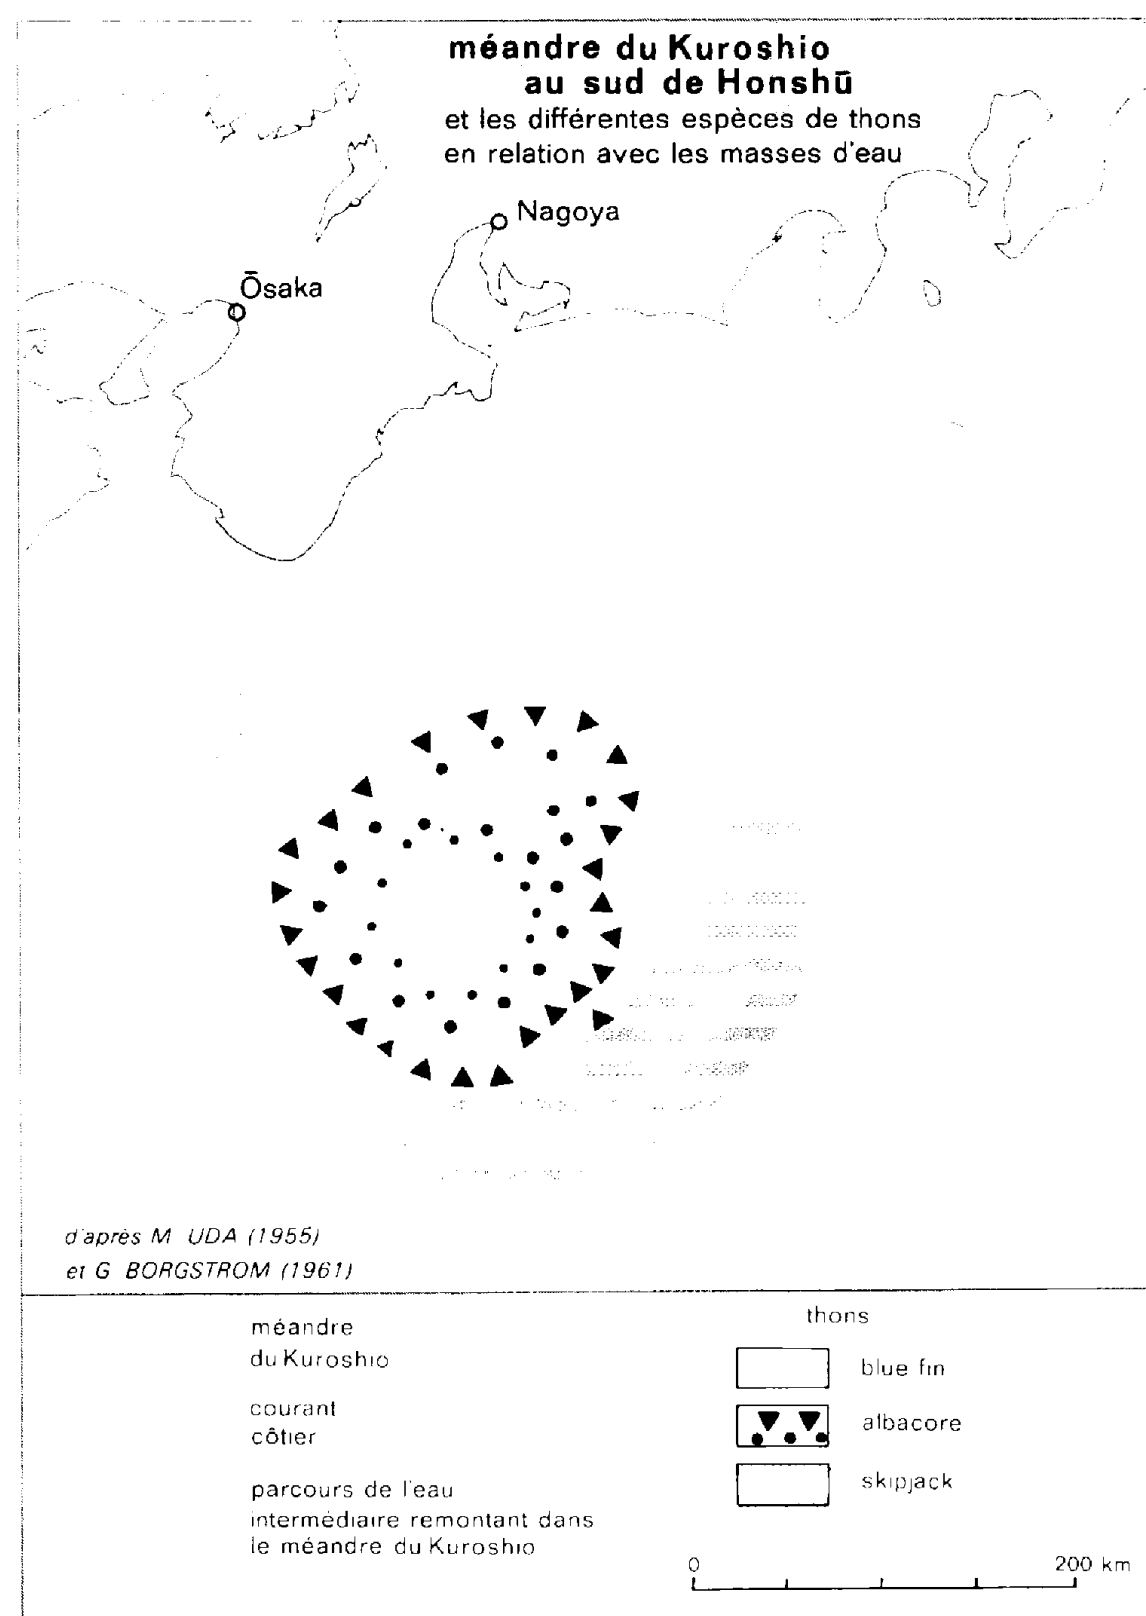 méandre du Kuroshio
au sud de Honshū
et les différentes espèces de thons
en relation avec les masses d'eau
Nagoya
Ōsaka
d'après M UDA (1955)
et G BORGSTROM (1961)
méandre
du Kuroshio
courant
côtier
parcours de l'eau
intermédiaire remontant dans
le méandre du Kuroshio
thons
blue fin
albacore
skipjack
0 200 km